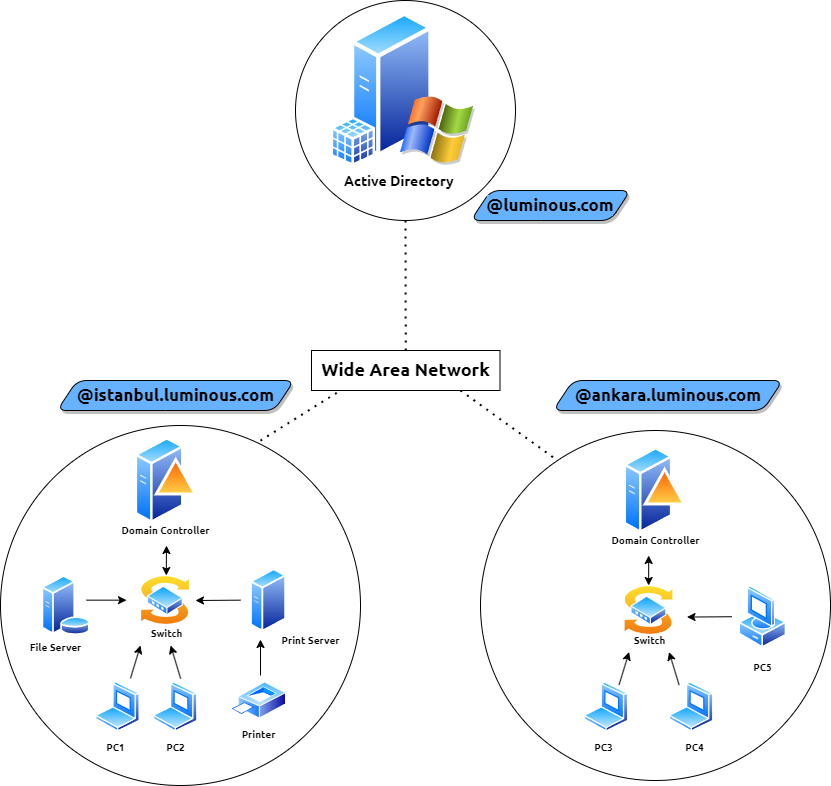 Active Directory
@luminous.com
Wide Area Network
@istanbul.luminous.com
@ankara.luminous.com
Domain Controller
Domain Controller
Switch
File Server
Print Server
Switch
PC5
Printer
PC1
PC2
PC3
PC4